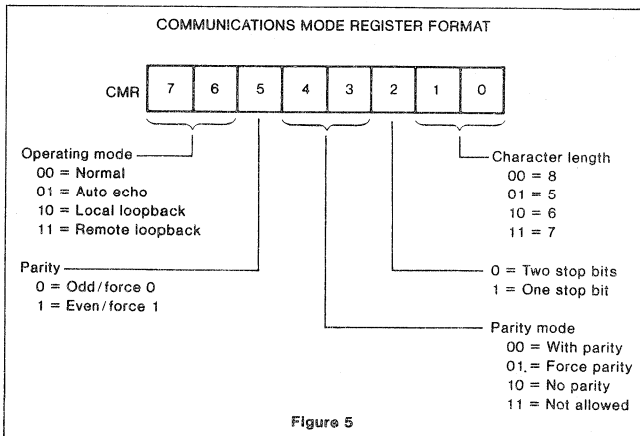 COMMUNICATIONS MODE REGISTER FORMAT
CMR 7 6 5 4 3 2 1 0
Operating mode
00 = Normal
01 = Auto echo
10 = Local loopback
11 = Remote loopback
Character length
00 = 8
01 = 5
10 = 6
11 = 7
Parity
0 = Odd/force 0
1 = Even/force 1
0 = Two stop bits
1 = One stop bit
Parity mode
00 = With parity
01. = Force parity
10 = No parity
11 = Not allowed
Figure 5